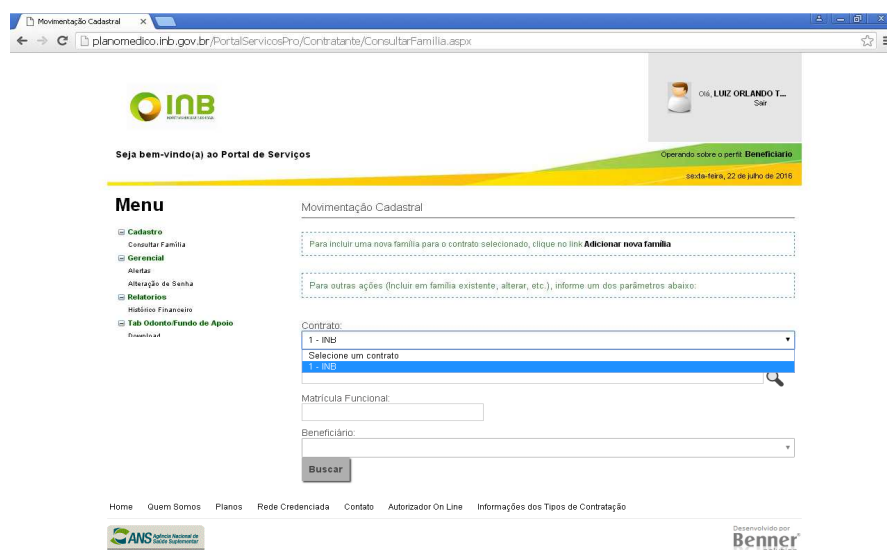 Movimentação Cadastral
planomedico.inb.gov.br/PortalServicosPro/Contratante/ConsultarFamilia.aspx
INB
Olá, LUIZ ORLANDO T...
Sair
Seja bem-vindo(a) ao Portal de Serviços
Operando sobre o perfil: Beneficiario
sexta-feira, 22 de julho de 2016
Menu
Cadastro
Consultar Família
Gerencial
Alertas
Alteração de Senha
Relatorios
Histórico Financeiro
Tab Odonto/Fundo de Apoio
Download
Movimentação Cadastral
Para incluir uma nova família para o contrato selecionado, clique no link Adicionar nova família
Para outras ações (Incluir em família existente, alterar, etc.), informe um dos parâmetros abaixo:
Contrato:
1 - INB
Selecione um contrato
1 - INB
Matrícula Funcional:
Beneficiário:
Buscar
Home Quem Somos Planos Rede Credenciada Contato Autorizador On Line Informações dos Tipos de Contratação
ANS Agência Nacional de
Saúde Suplementar
Desenvolvido por
Benner